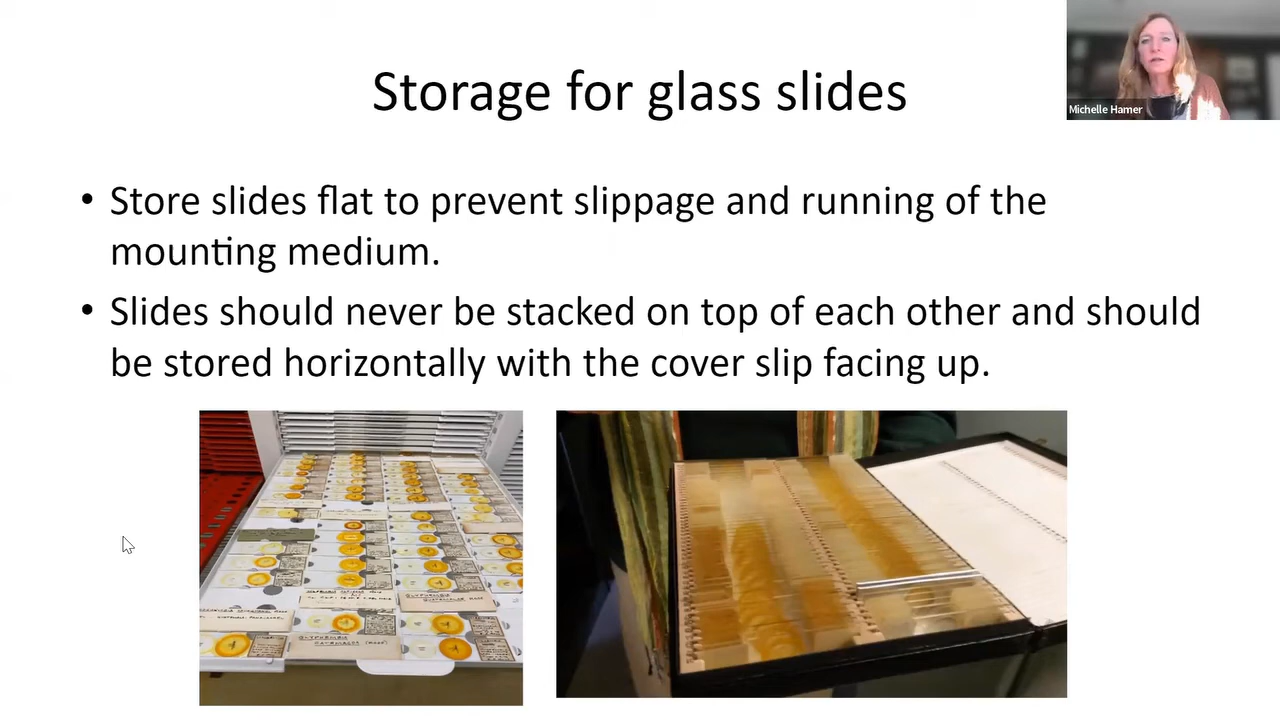 Storage for glass slides
Michelle Hamer
• Store slides flat to prevent slippage and running of the
mounting medium.
• Slides should never be stacked on top of each other and should
be stored horizontally with the cover slip facing up.